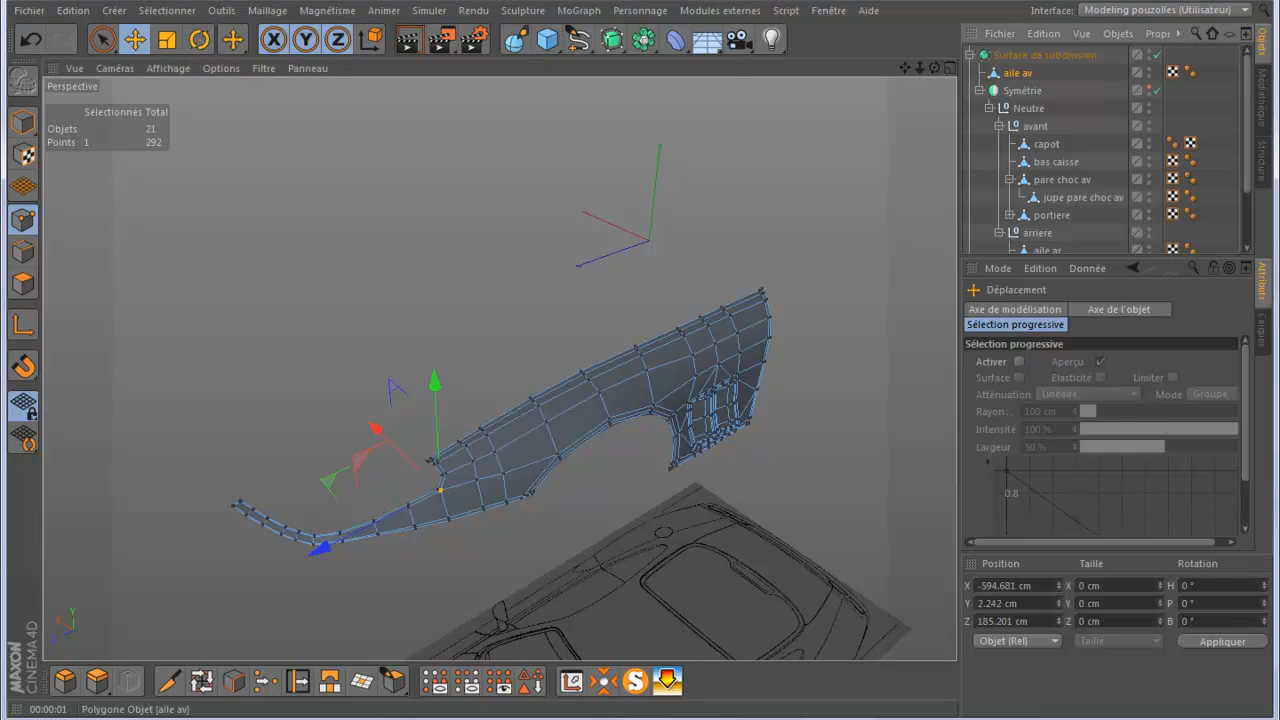 Fichier Edition Créer Sélectionner Outils Maillage Magnétisme Animer Simuler Rendu Sculpture MoGraph Personnage Modules externes Script Fenêtre Aide Interface: Modeling pouzolles (Utilisateur)
Vue Caméras Affichage Options Filtre Panneau
Perspective
Sélectionnés Total
Objets 21
Points 1 292
Fichier Edition Vue Objets Propr
Surface de subdivision
aile av
Symétrie
Neutre
avant
capot
bas caisse
pare choc av
jupe pare choc av
portiere
arriere
aile ar
Objets
Médiathèque
Structure
Mode Edition Donnée
Déplacement
Axe de modélisation Axe de l'objet
Sélection progressive
Sélection progressive
Activer Aperçu
Surface Elasticité Limiter
Atténuation Linéaire Mode Groupe
Rayon . . 100 cm
Intensité 100 %
Largeur 50 %
0.8
Attributs
Calques
Position Taille Rotation
X -594.681 cm X 0 cm H 0 °
Y 2.242 cm Y 0 cm P 0 °
Z 185.201 cm Z 0 cm B 0 °
Objet (Rel) Taille Appliquer
X Y Z
Y
X
MAXON
CINEMA 4D
S
00:00:01 Polygone Objet [aile av]